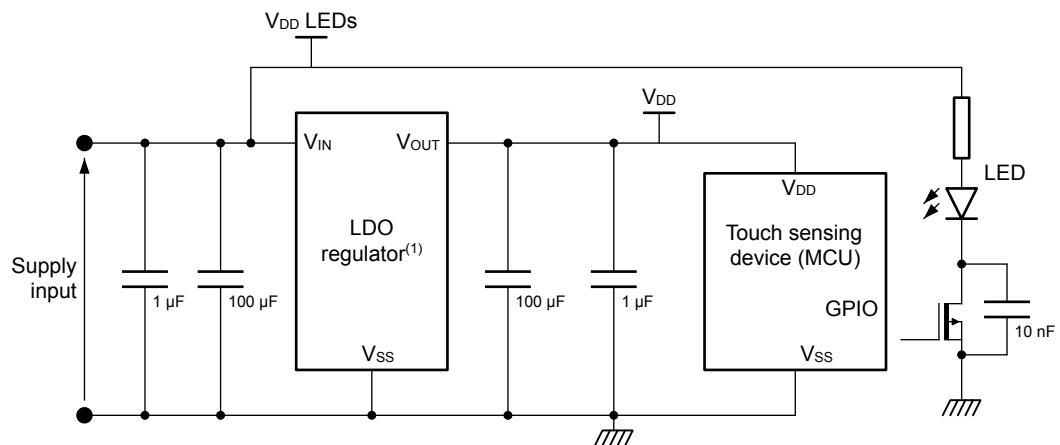 VDD LEDs
VDD
VIN
VOUT
LDO
regulator(1)
VSS
Supply
input
1 µF
100 µF
100 µF
1 µF
VDD
Touch sensing
device (MCU)
GPIO
VSS
LED
10 nF